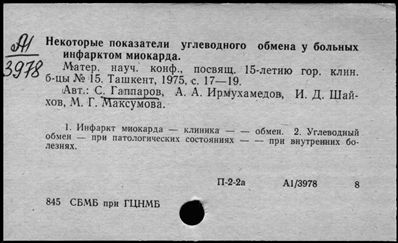 А1
3978
Некоторые показатели углеводного обмена у больных
инфарктом миокарда.
Матер. науч. конф., посвящ. 15-летию гор. клин.
б-цы № 15. Ташкент, 1975, с. 17—19.
Авт.: С. Гаппаров, А. А. Ирмухамедов, И. Д. Шай-
хов, М. Г. Максумова.
1. Инфаркт миокарда — клиника — — обмен. 2. Углеводный
обмен — при патологических состояниях — — при внутренних бо-
лезнях.
П-2-2а А1/3978 8
845 СБМБ при ГЦНМБ